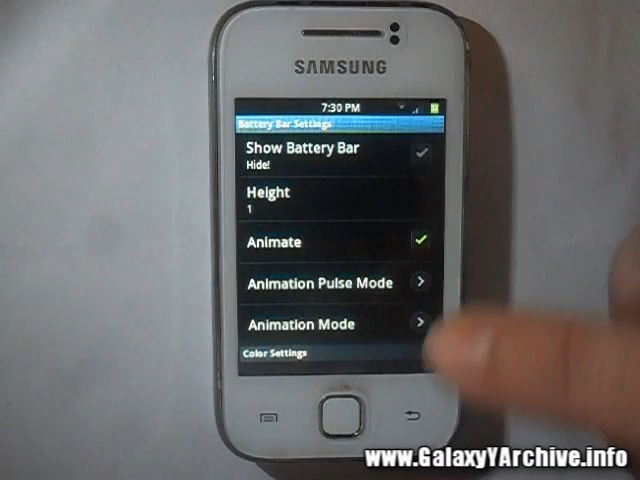 SAMSUNG
7:30 PM
Battery Bar Settings
Show Battery Bar
Hide!
Height
1
Animate
Animation Pulse Mode
Animation Mode
Color Settings
www.GalaxyYArchive.info